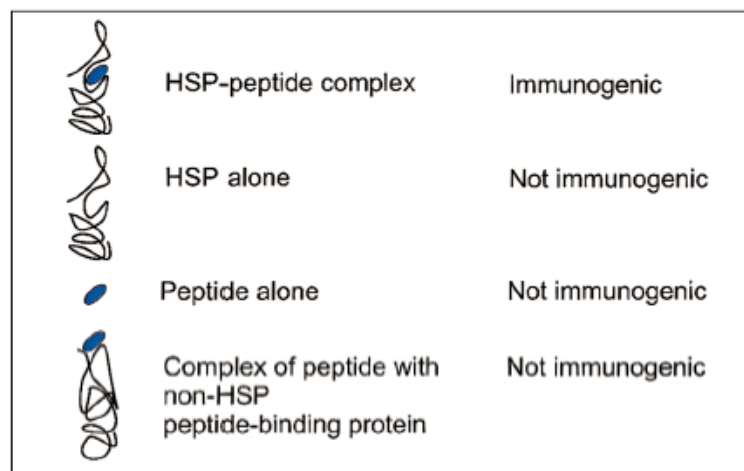 HSP-peptide complex Immunogenic
HSP alone Not immunogenic
Peptide alone Not immunogenic
Complex of peptide with Not immunogenic
non-HSP
peptide-binding protein